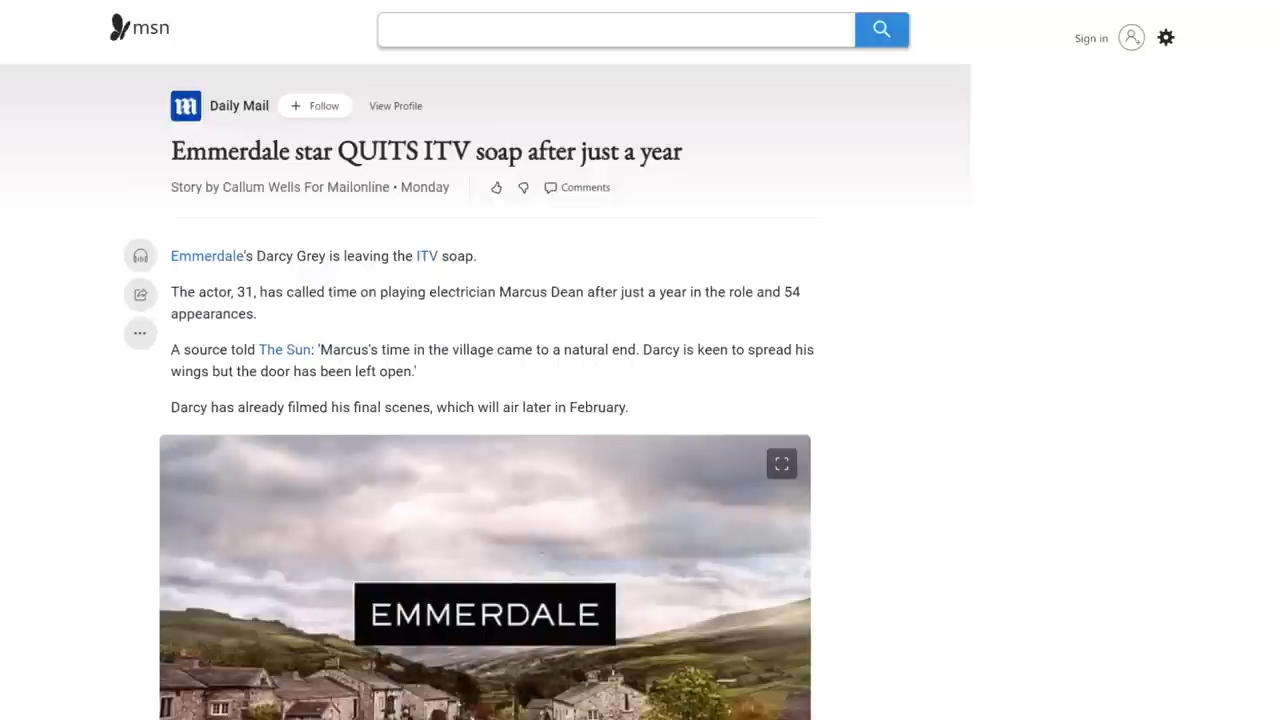 msn
Sign in
m
Daily Mail
Follow
View Profile
Emmerdale star QUITS ITV soap after just a year
Story by Callum Wells For Mailonline • Monday
Comments
Emmerdale's Darcy Grey is leaving the ITV soap.
The actor, 31, has called time on playing electrician Marcus Dean after just a year in the role and 54
appearances.
A source told The Sun: 'Marcus's time in the village came to a natural end. Darcy is keen to spread his
wings but the door has been left open.'
Darcy has already filmed his final scenes, which will air later in February.
EMMERDALE